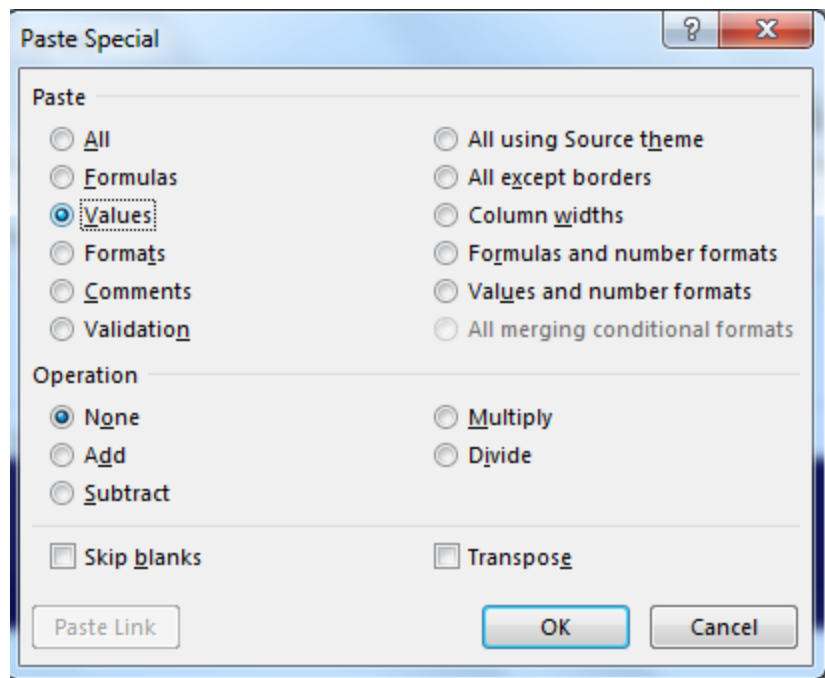 Paste Special
Paste
All
All using Source theme
Formulas
All except borders
Values
Column widths
Formats
Formulas and number formats
Comments
Values and number formats
Validation
All merging conditional formats
Operation
None
Multiply
Add
Divide
Subtract
Skip blanks
Transpose
Paste Link
OK
Cancel